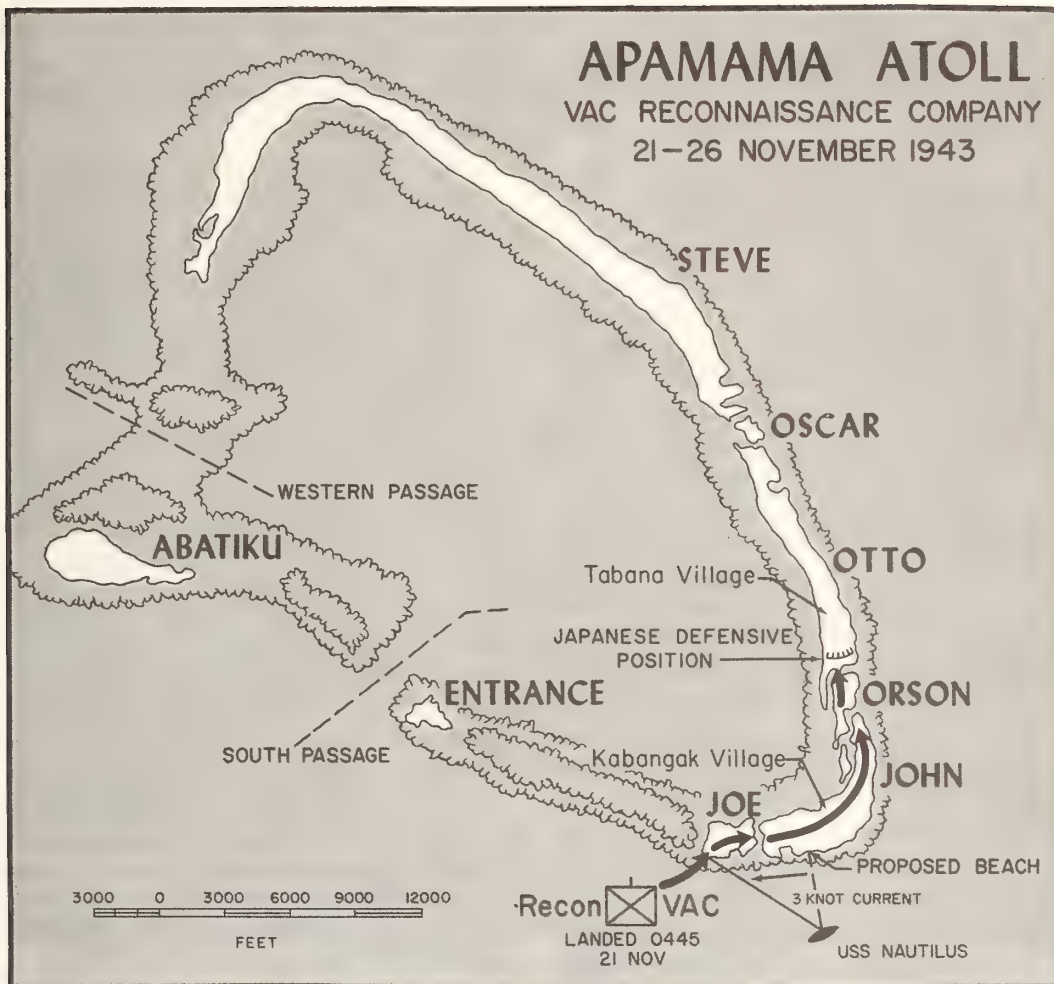 APAMAMA ATOLL
VAC RECONNAISSANCE COMPANY
21-26 NOVEMBER 1943
STEVE
OSCAR
WESTERN PASSAGE
ABATIKU
OTTO
Tabana Village
JAPANESE DEFENSIVE
POSITION
ENTRANCE
ORSON
SOUTH PASSAGE
Kabangak Village
JOHN
JOE
PROPOSED BEACH
3 KNOT CURRENT
3000 0 3000 6000 9000 12000
FEET
Recon VAC
LANDED 0445
21 NOV
USS NAUTILUS